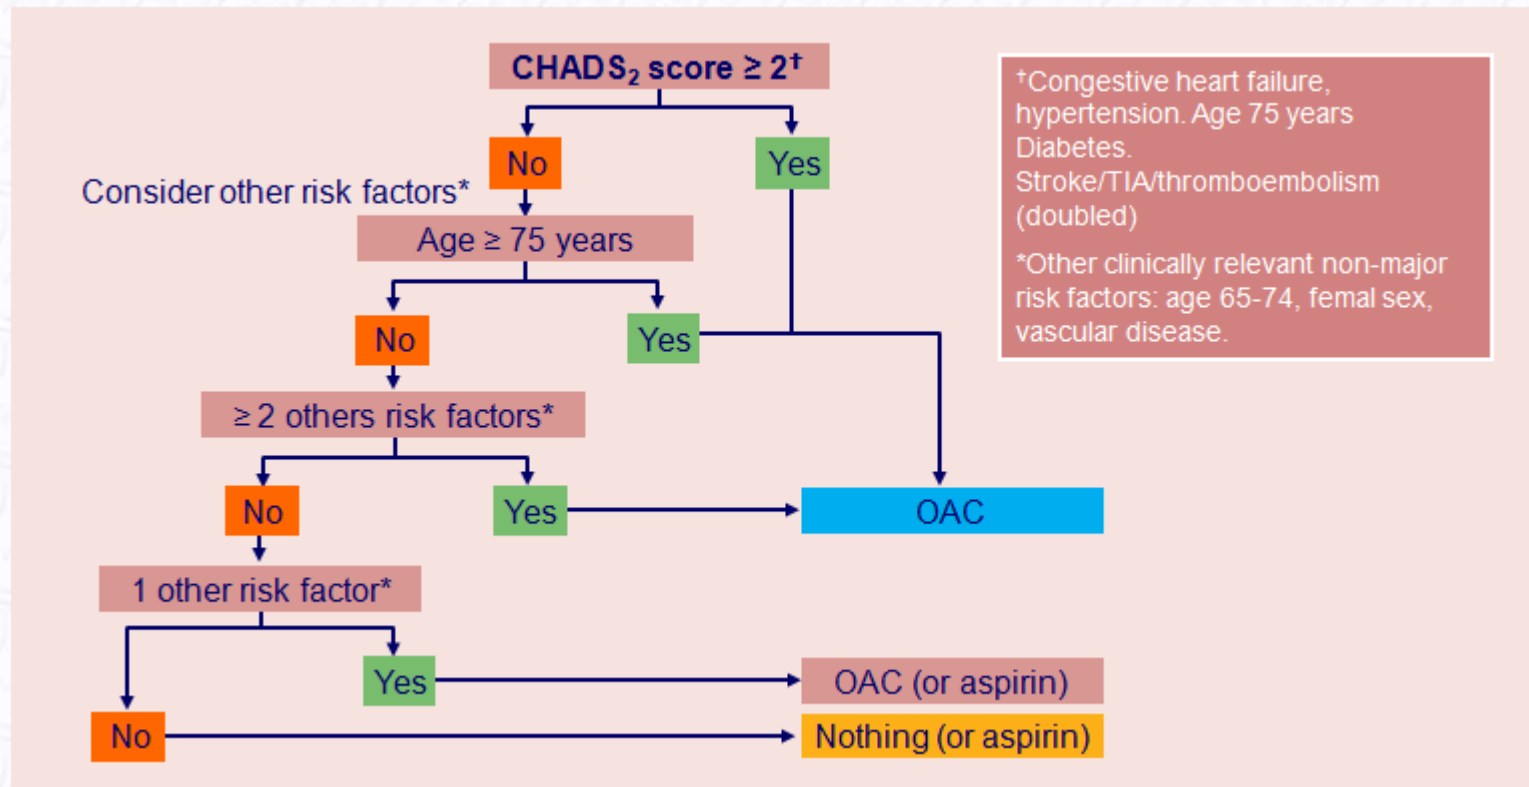 CHADS₂ score ≥ 2†
No
Yes
Consider other risk factors*
Age ≥ 75 years
No
Yes
≥ 2 others risk factors*
No
Yes
OAC
1 other risk factor*
Yes
OAC (or aspirin)
No
Nothing (or aspirin)
†Congestive heart failure,
hypertension. Age 75 years
Diabetes.
Stroke/TIA/thromboembolism
(doubled)
*Other clinically relevant non-major
risk factors: age 65-74, femal sex,
vascular disease.